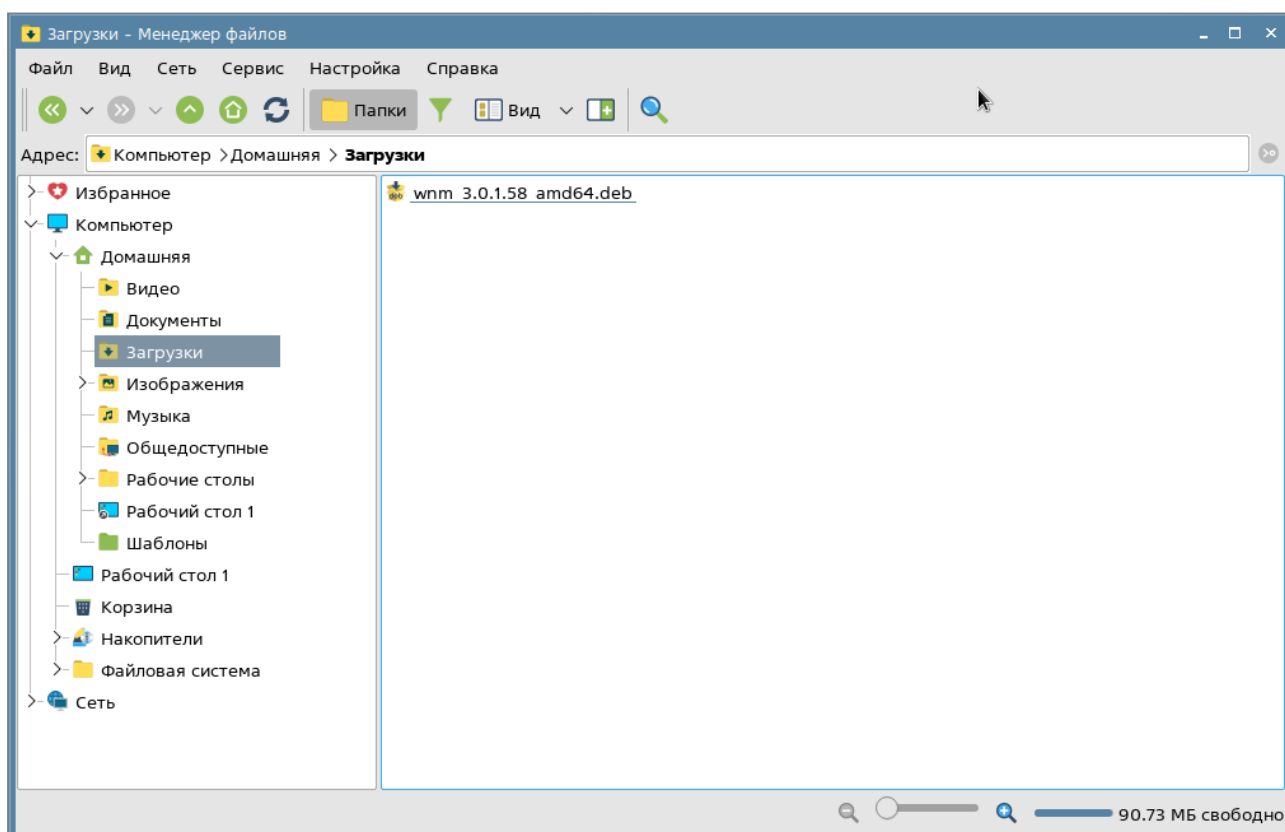 Загрузки – Менеджер файлов
Файл Вид Сеть Сервис Настройка Справка
Папки Вид
Адрес: Компьютер > Домашняя > Загрузки
Избранное
Компьютер
Домашняя
Видео
Документы
Загрузки
Изображения
Музыка
Общедоступные
Рабочие столы
Рабочий стол 1
Шаблоны
Рабочий стол 1
Корзина
Накопители
Файловая система
Сеть
wnm_3.0.1.58_amd64.deb
90.73 МБ свободно